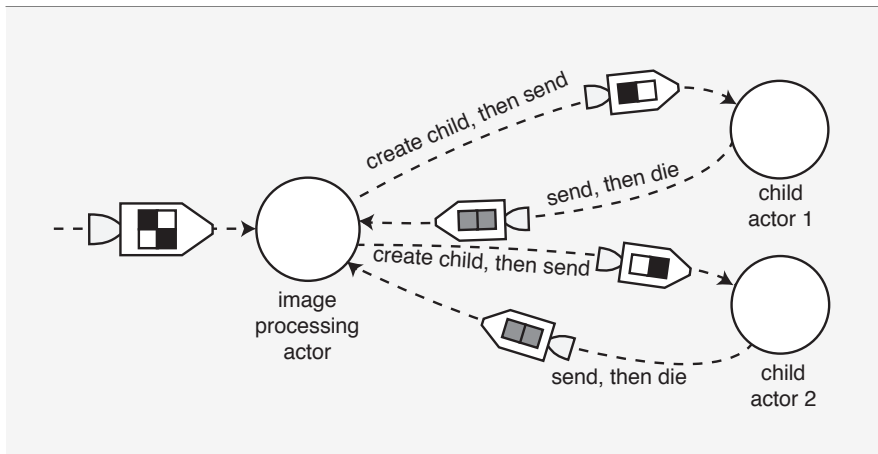 create child, then send
send, then die
child
actor 1
create child, then send
image
processing
actor
send, then die
child
actor 2